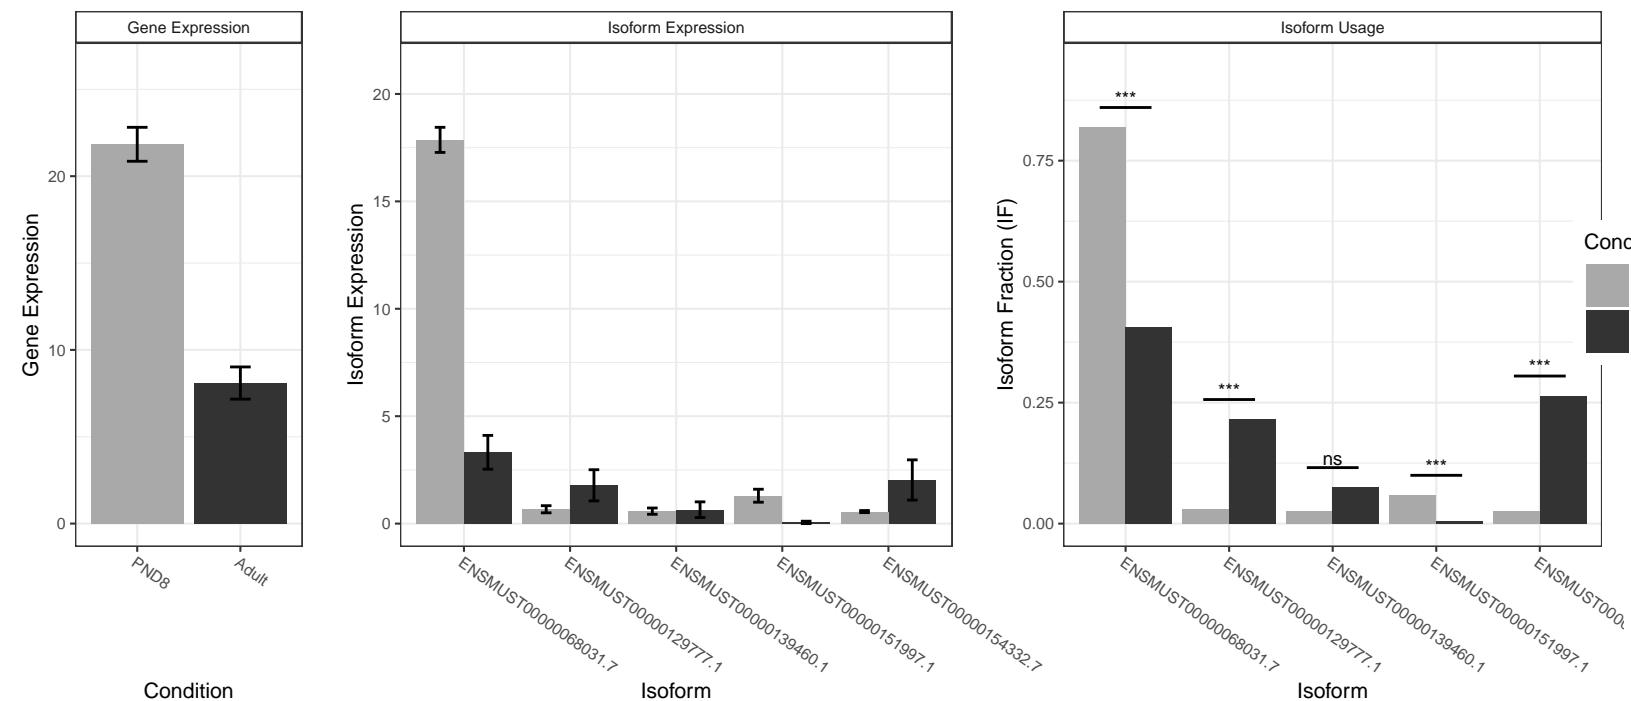 Gene Expression
Gene Expression
20
10
0
PND8
Adult
Condition
Isoform Expression
Isoform Expression
20
15
10
5
0
ENSMUST00000068031.7
ENSMUST00000129777.1
ENSMUST00000139460.1
ENSMUST00000151997.1
ENSMUST00000154332.7
Isoform
Isoform Usage
Isoform Fraction (IF)
0.75
0.50
0.25
0.00
***
***
ns
***
***
ENSMUST00000068031.7
ENSMUST00000129777.1
ENSMUST00000139460.1
ENSMUST00000151997.1
Isoform